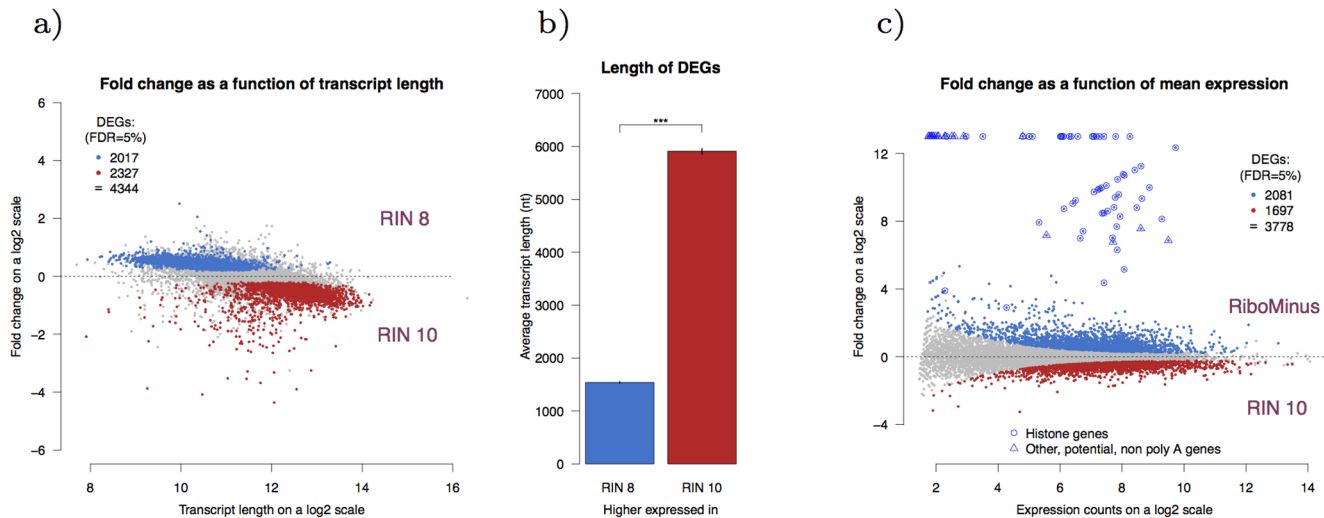 a)
Fold change as a function of transcript length
Fold change on a log2 scale
6
4
2
0
−2
−4
−6
DEGs:
(FDR=5%)
2017
2327
= 4344
RIN 8
RIN 10
8
10
12
14
16
Transcript length on a log2 scale
b)
Length of DEGs
Average transcript length (nt)
7000
6000
5000
4000
3000
2000
1000
0
***
RIN 8
RIN 10
Higher expressed in
c)
Fold change as a function of mean expression
Fold change on a log2 scale
12
8
4
0
−4
DEGs:
(FDR=5%)
2081
1697
= 3778
RiboMinus
RIN 10
Histone genes
Other, potential, non poly A genes
2
4
6
8
10
12
14
Expression counts on a log2 scale